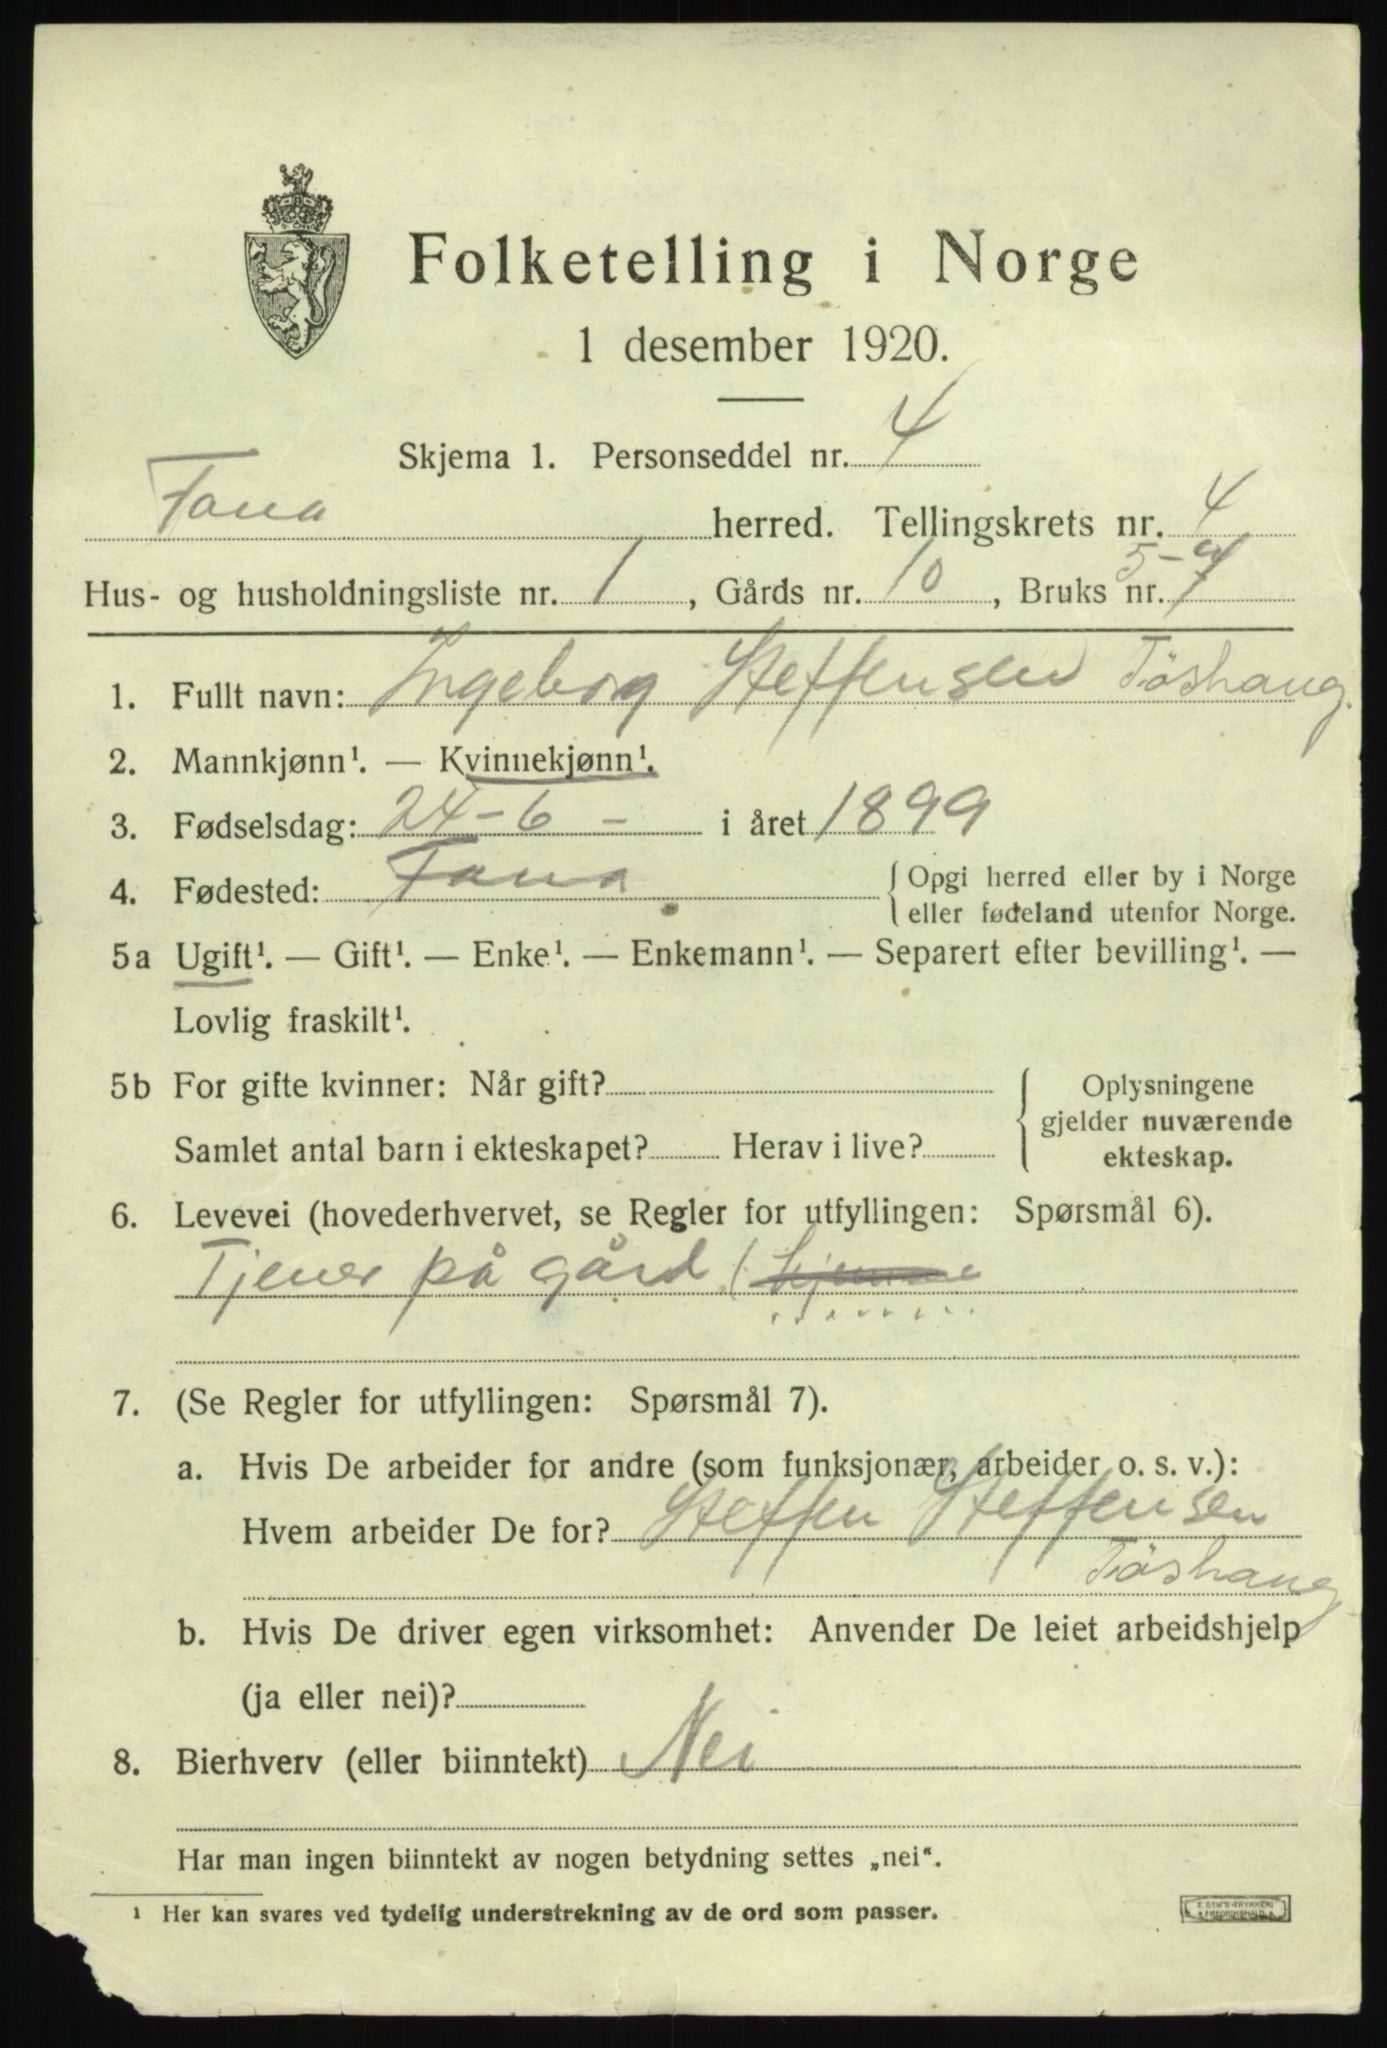 Folketelling i Norge
1 desember 1920.
Skjema 1. Personseddel nr. 4
Fana herred. Tellingskrets nr. 4
Hus- og husholdningsliste nr. 1, Gårds nr. 10, Bruks nr.
1. Fullt navn: Ingeborg Steffensen Tøshaug.
2. Mannkjønn¹. — Kvinnekjønn¹.
3. Fødselsdag: 24-6- i året 1899
4. Fødested: Fana { Opgi herred eller by i Norge
eller fødeland utenfor Norge.
5a Ugift¹. — Gift¹. — Enke¹. — Enkemann¹. — Separert efter bevilling¹. —
Lovlig fraskilt¹.
5b For gifte kvinner: Når gift? { Oplysningene
gjelder nuværende
Samlet antal barn i ekteskapet? Herav i live? ekteskap.
6. Levevei (hovederhvervet, se Regler for utfyllingen: Spørsmål 6).
Tjener på gård (hjemme
7. (Se Regler for utfyllingen: Spørsmål 7).
a. Hvis De arbeider for andre (som funksjonær, arbeider o. s. v.):
Hvem arbeider De for? Steffen Steffensen
Tøshaug
b. Hvis De driver egen virksomhet: Anvender De leiet arbeidshjelp
(ja eller nei)?
8. Bierhverv (eller biinntekt) Nei
Har man ingen biinntekt av nogen betydning settes „nei".
¹ Her kan svares ved tydelig understrekning av de ord som passer.